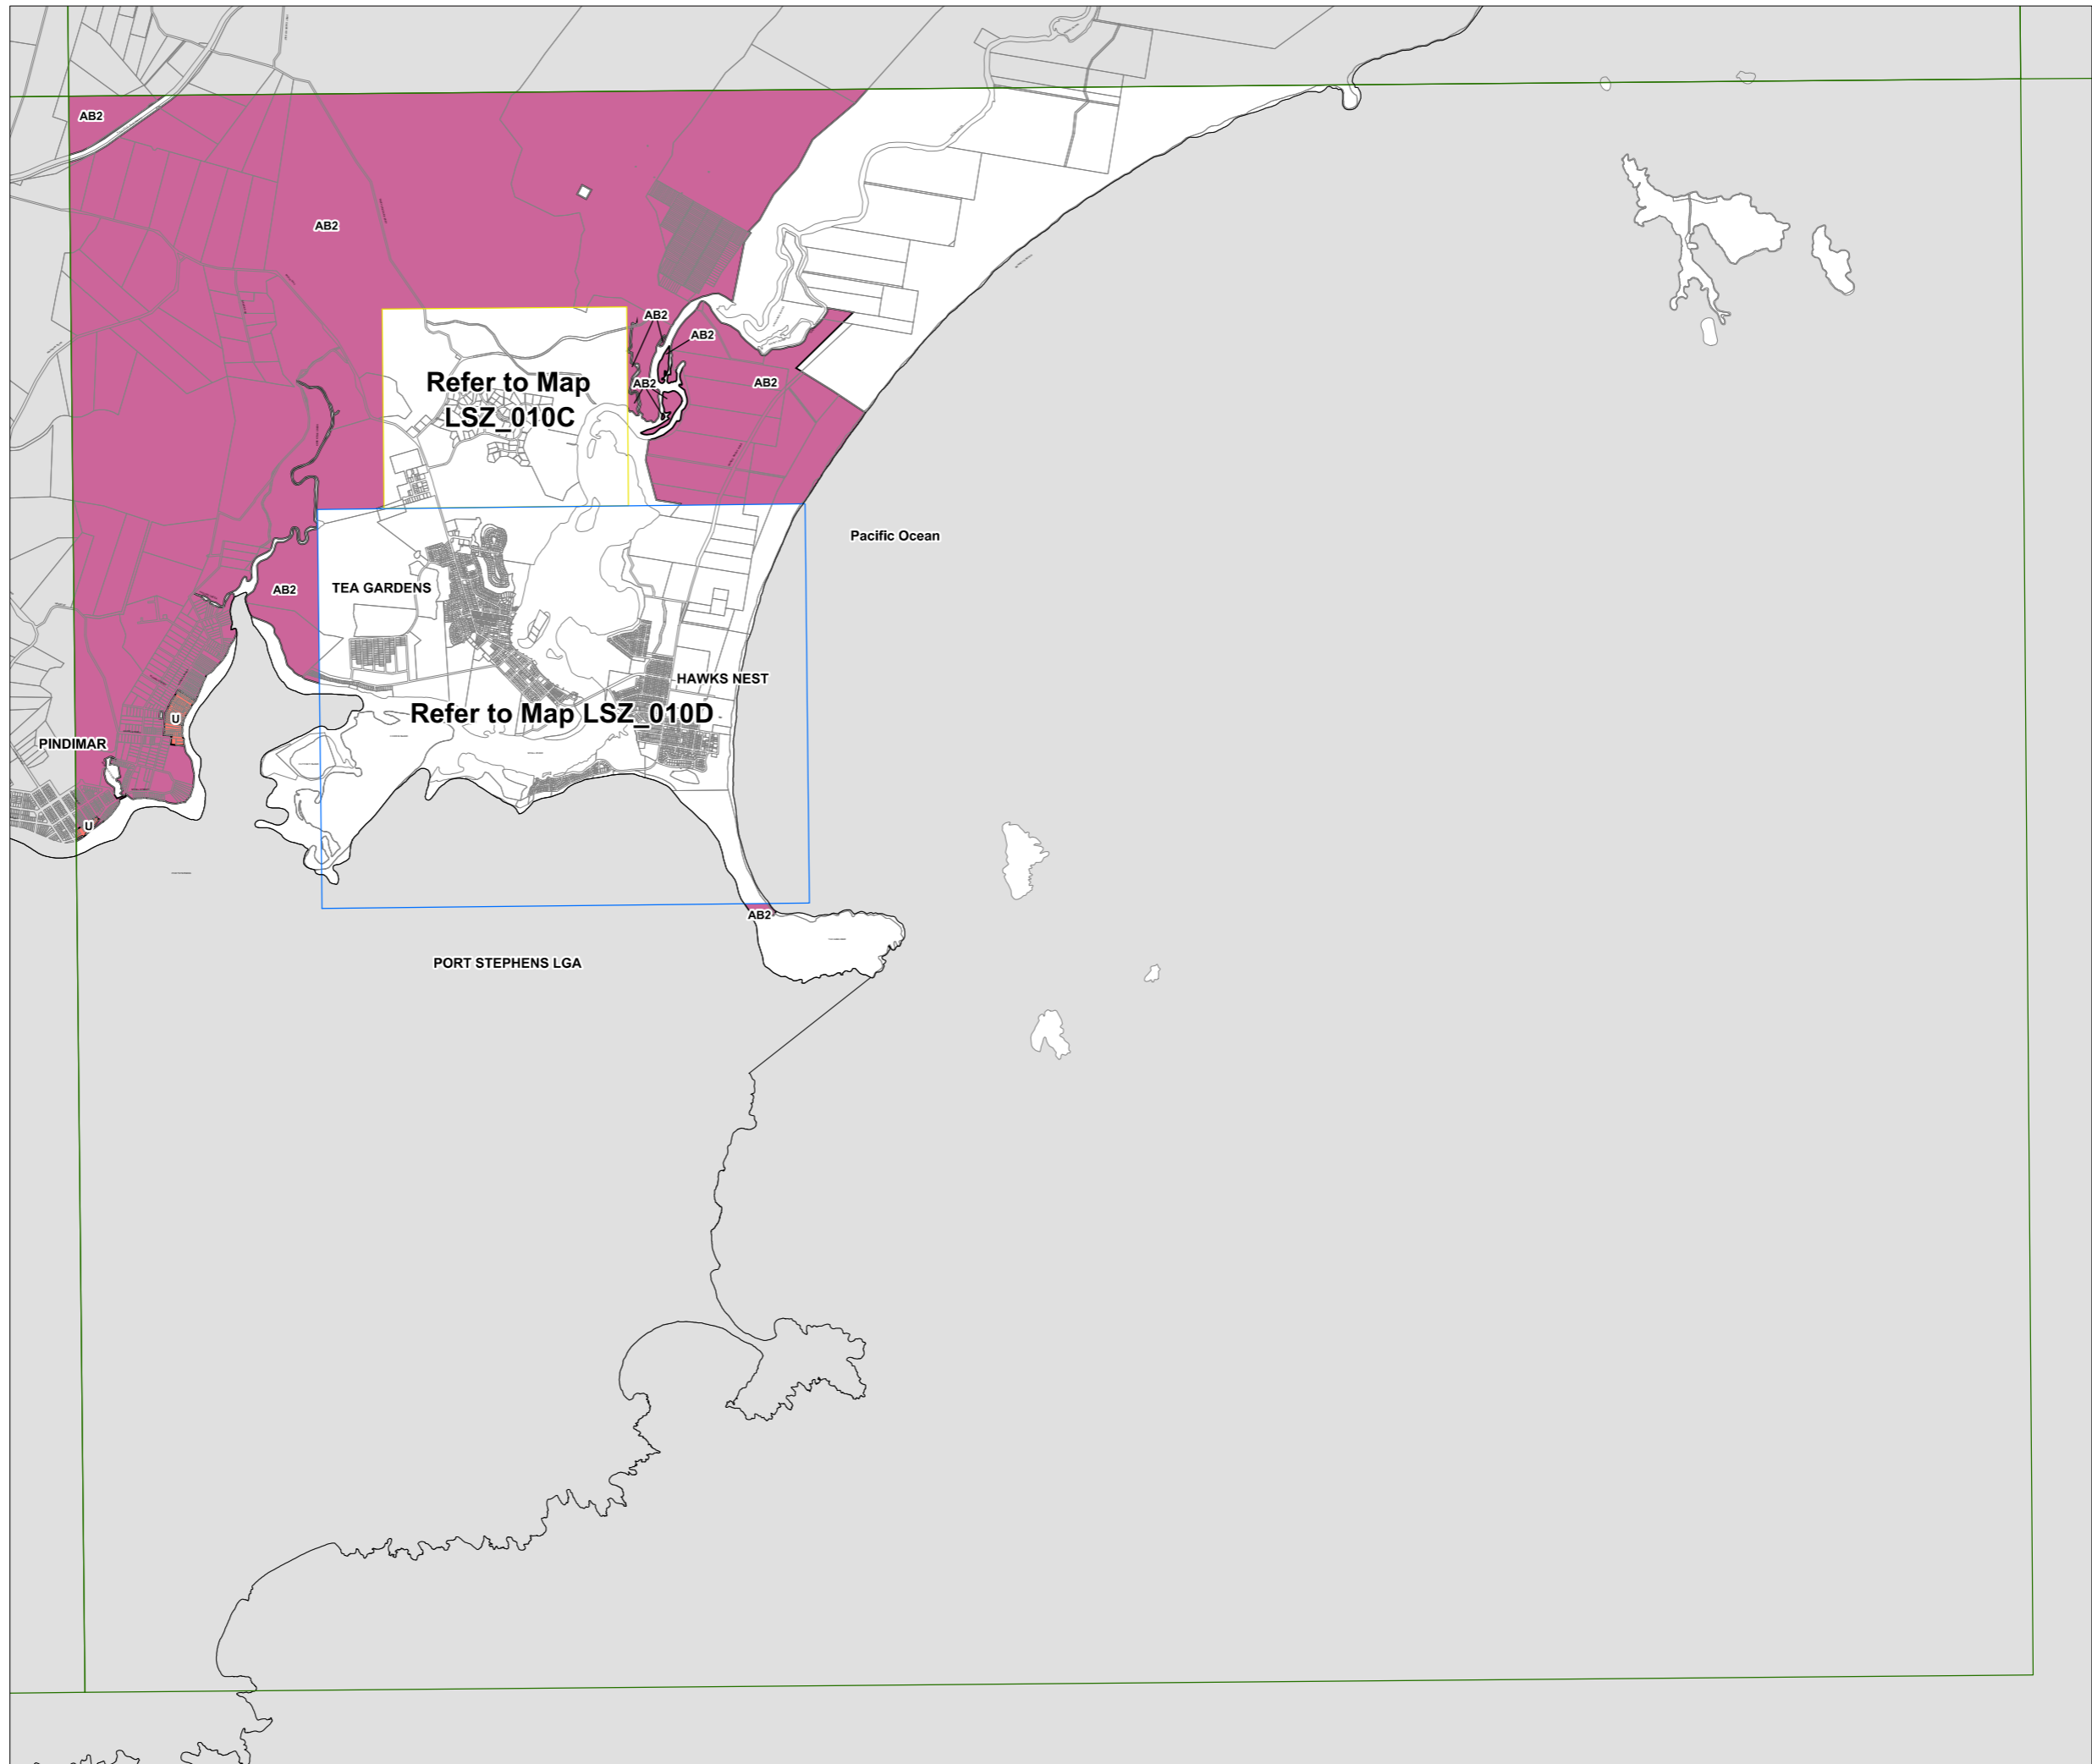 AB2
AB2
AB2
AB2
Refer to Map
LSZ_010C
AB2
AB2
Pacific Ocean
AB2
TEA GARDENS
HAWKS NEST
Refer to Map LSZ_010D
U
PINDIMAR
U
AB2
PORT STEPHENS LGA